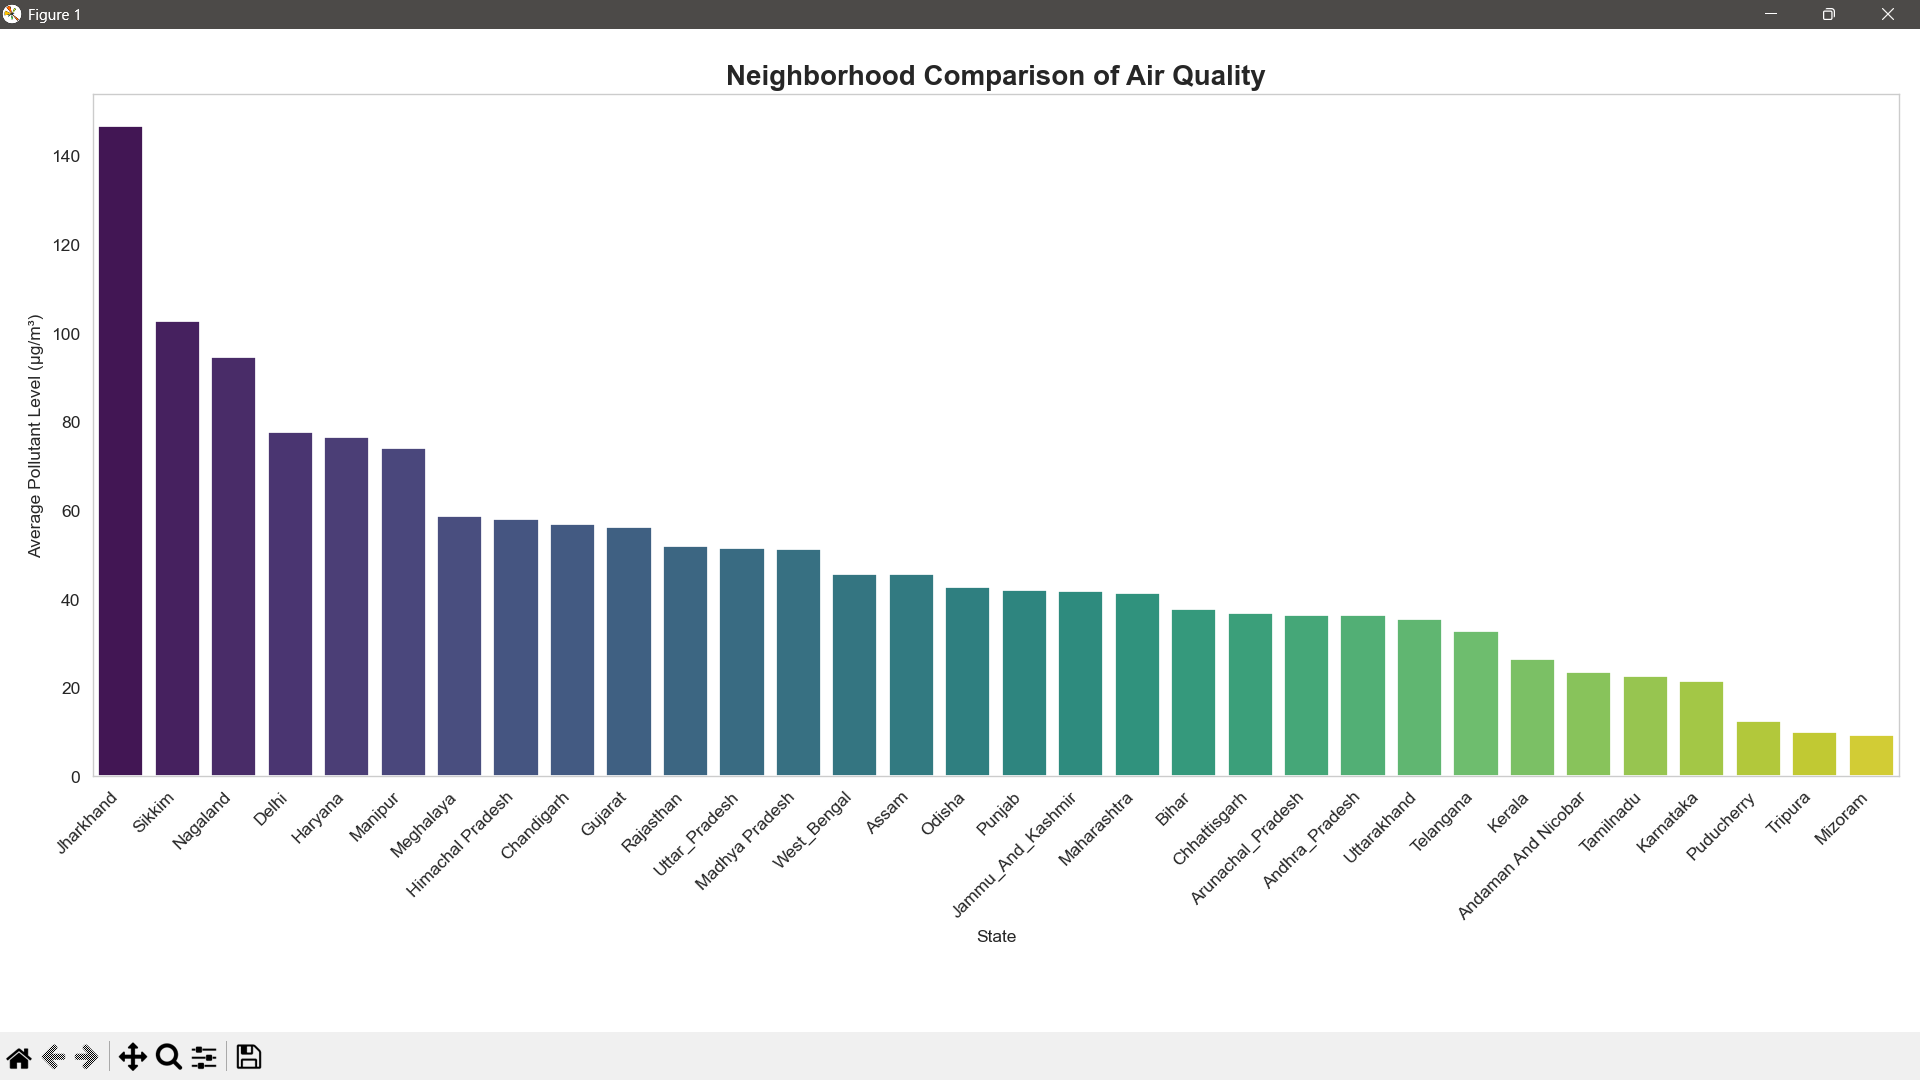 Figure 1
Neighborhood Comparison of Air Quality
Average Pollutant Level (µg/m³)
140
120
100
80
60
40
20
0
Jharkhand
Sikkim
Nagaland
Delhi
Haryana
Manipur
Meghalaya
Himachal Pradesh
Chandigarh
Gujarat
Rajasthan
Uttar_Pradesh
Madhya Pradesh
West_Bengal
Assam
Odisha
Punjab
Jammu_And_Kashmir
Maharashtra
Bihar
Chhattisgarh
Arunachal_Pradesh
Andhra_Pradesh
Uttarakhand
Telangana
Kerala
Andaman And Nicobar
Tamilnadu
Karnataka
Puducherry
Tripura
Mizoram
State